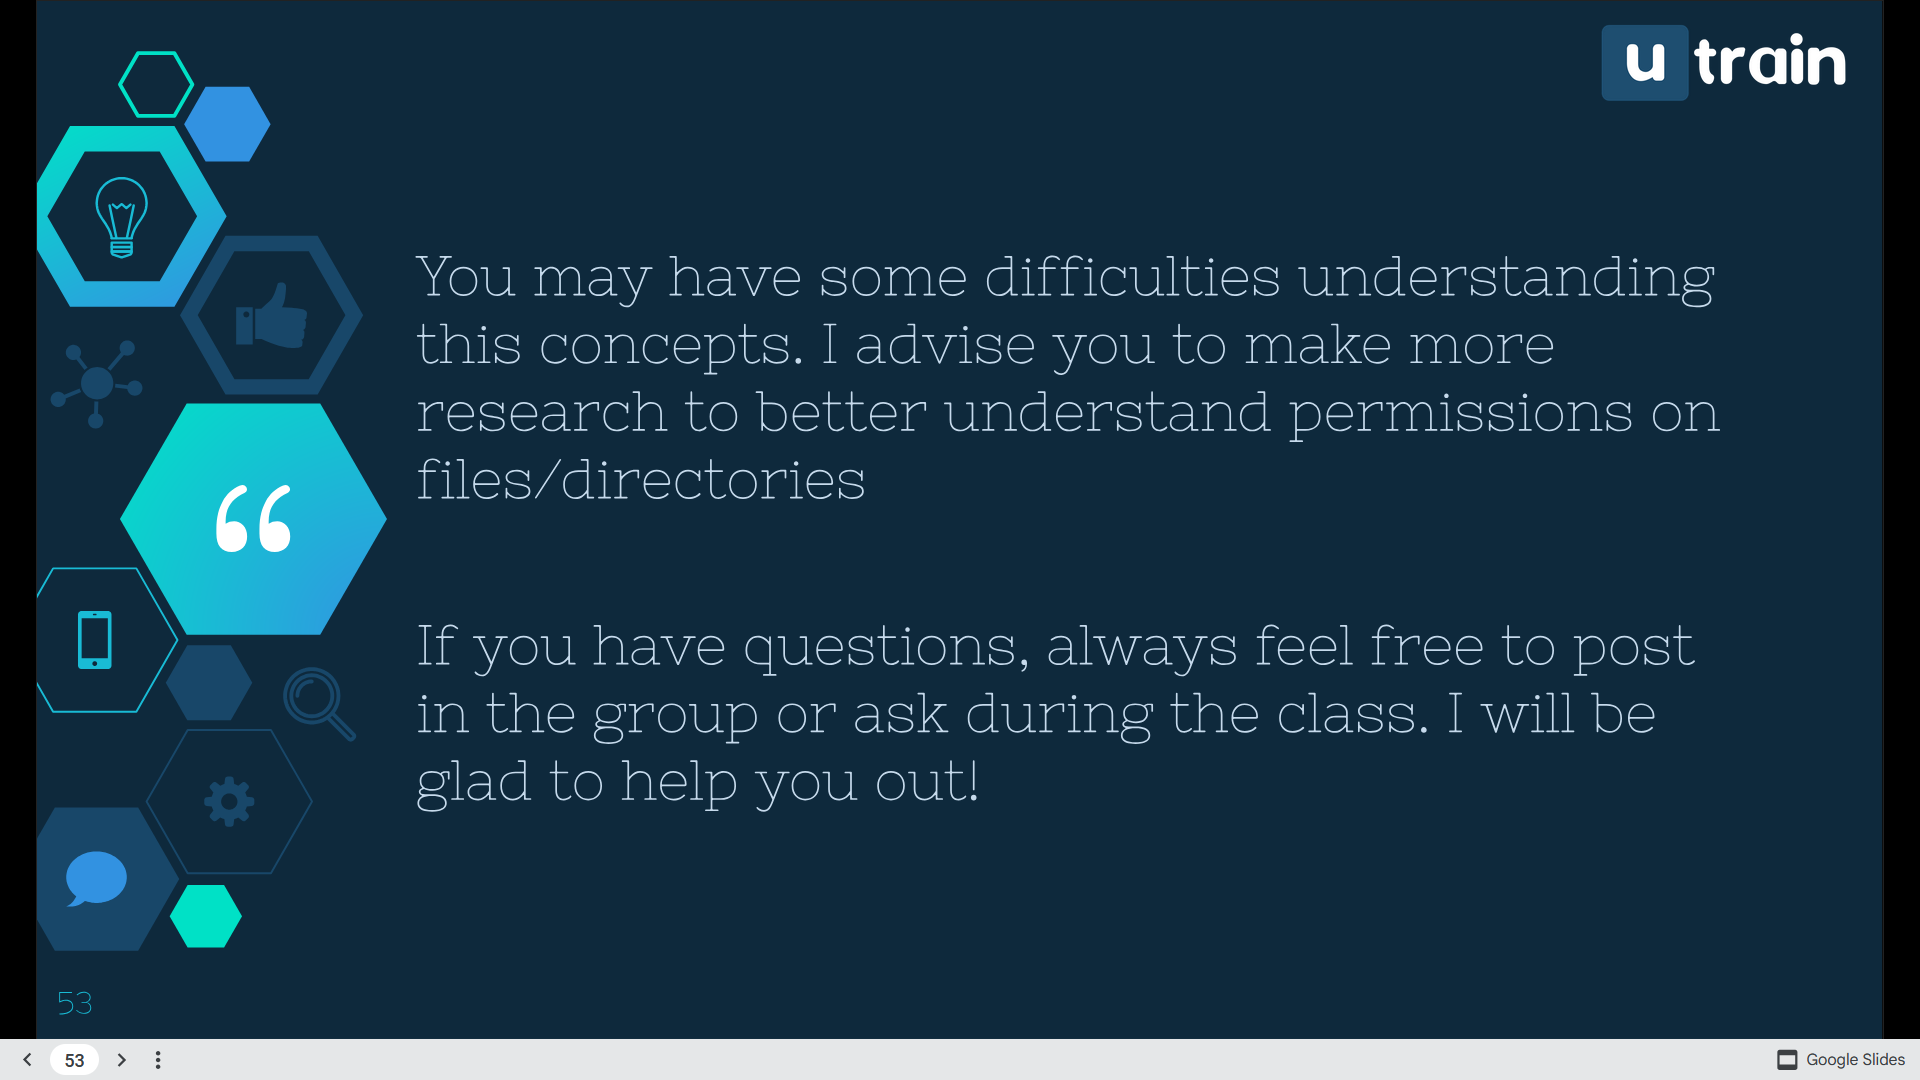 u train
You may have some difficulties understanding
this concepts. I advise you to make more
research to better understand permissions on
files/directories
If you have questions, always feel free to post
in the group or ask during the class. I will be
glad to help you out!
53
53
Google Slides